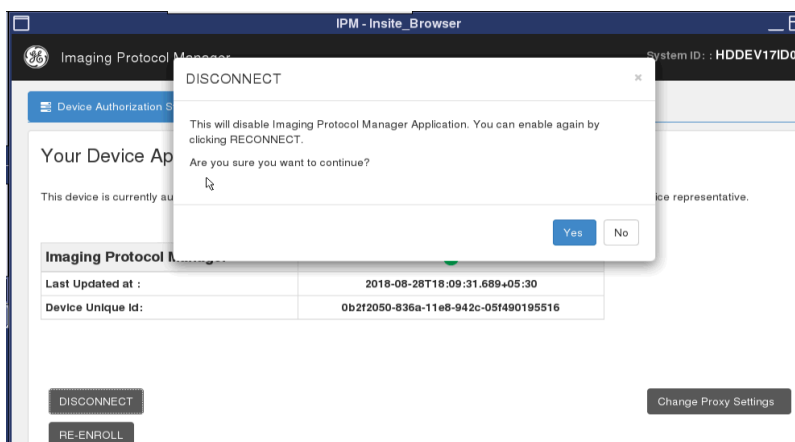 IPM - Insite_Browser
Imaging Protocol Manager
System ID: : HDDEV17ID0
DISCONNECT
×
Device Authorization S
This will disable Imaging Protocol Manager Application. You can enable again by
clicking RECONNECT.
Are you sure you want to continue?
Your Device Ap
This device is currently au
ice representative.
Yes
No
Imaging Protocol Manager
Last Updated at :
2018-08-28T18:09:31.689+05:30
Device Unique Id:
0b2f2050-836a-11e8-942c-05f490195516
DISCONNECT
Change Proxy Settings
RE-ENROLL